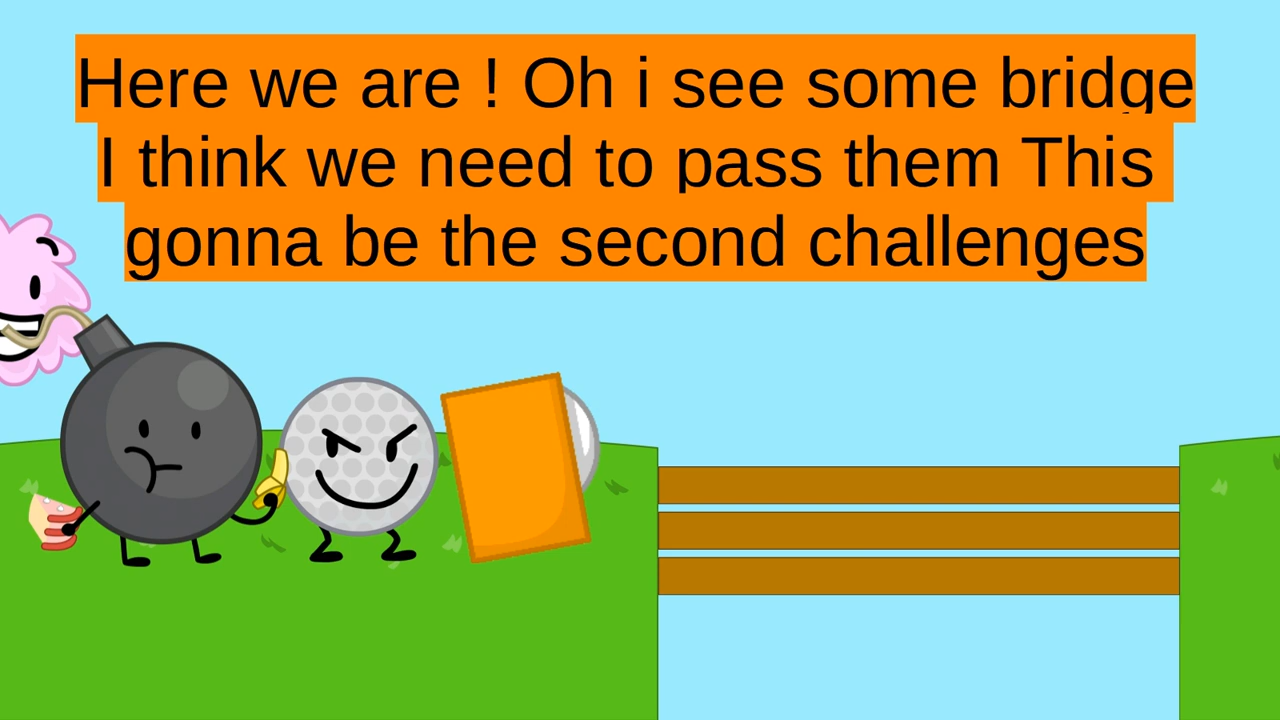 Here we are ! Oh i see some bridge
I think we need to pass them This
gonna be the second challenges